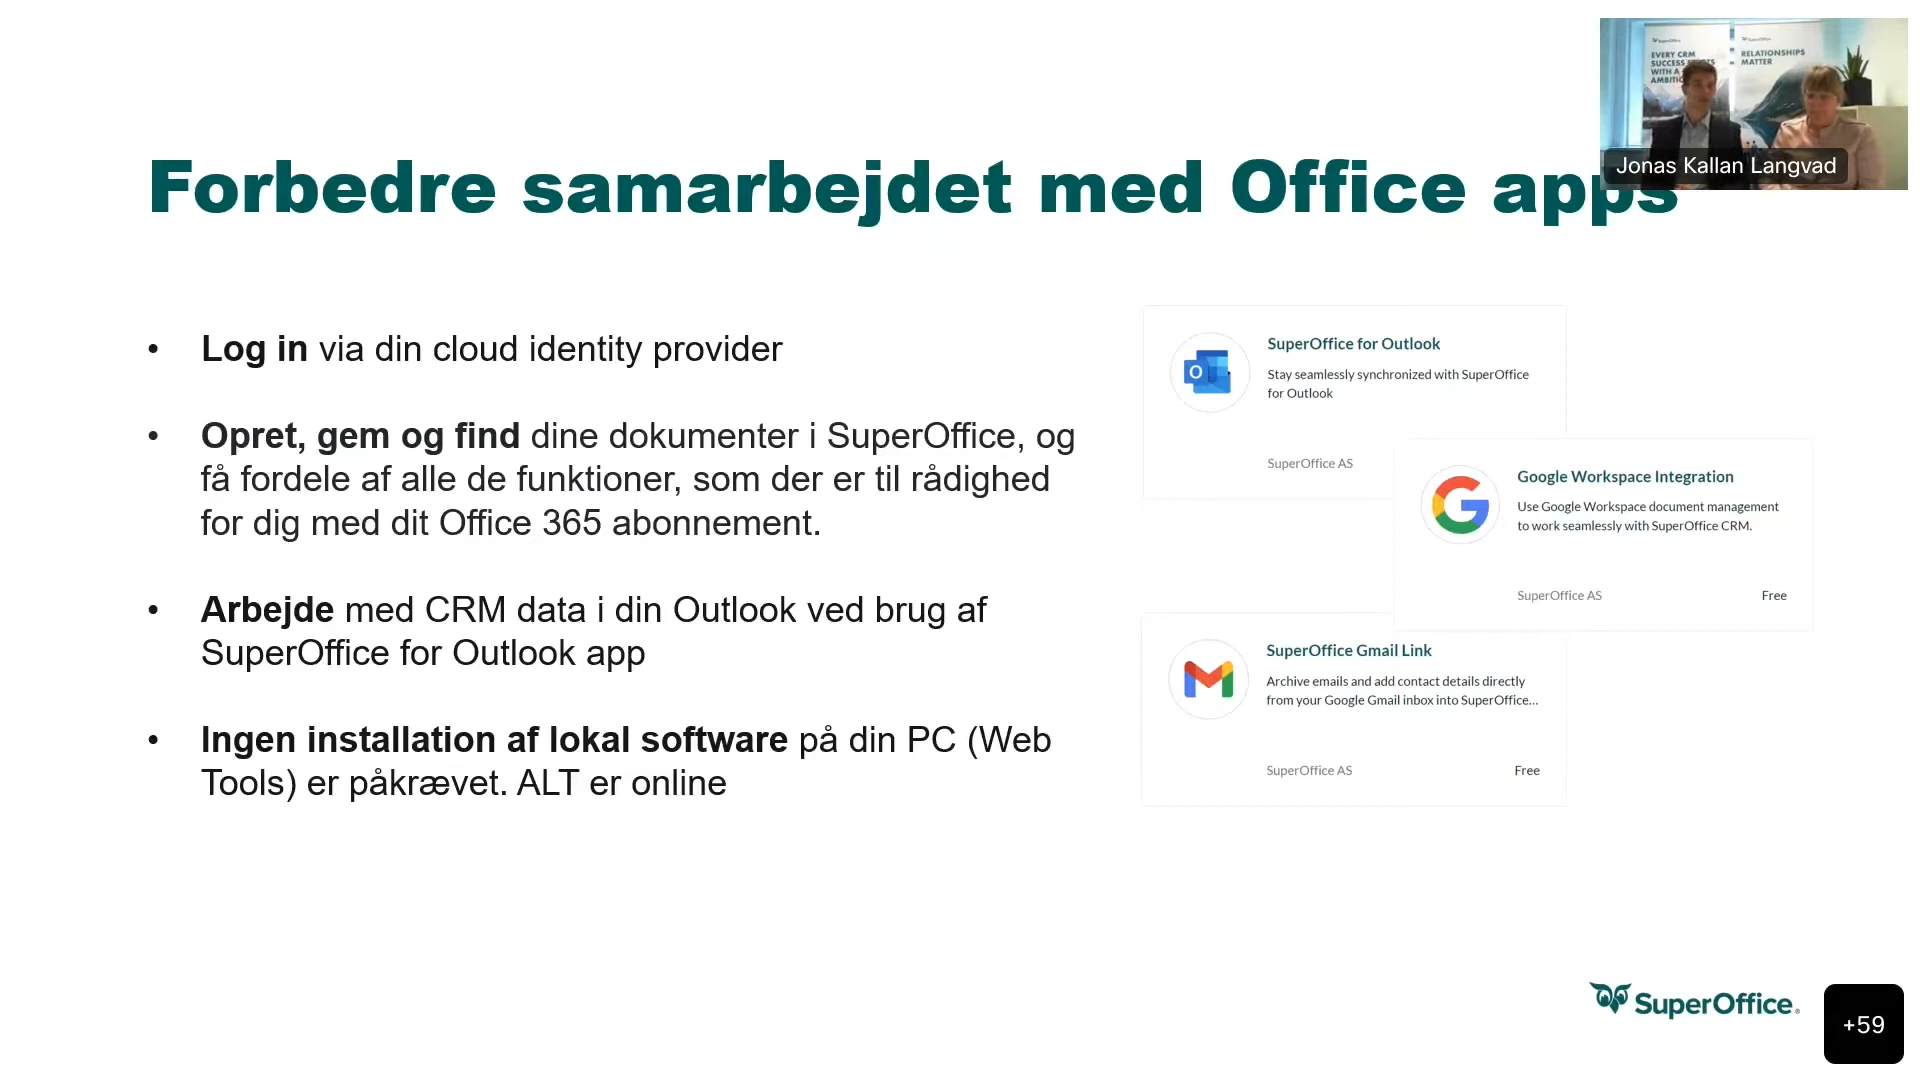 EVERY CRM
SUCCESS
WITH A
AMBITIO
RELATIONSHIPS
MATTER
Jonas Kallan Langvad
Forbedre samarbejdet med Office apps
• Log in via din cloud identity provider
• Opret, gem og find dine dokumenter i SuperOffice, og
få fordele af alle de funktioner, som der er til rådighed
for dig med dit Office 365 abonnement.
• Arbejde med CRM data i din Outlook ved brug af
SuperOffice for Outlook app
• Ingen installation af lokal software på din PC (Web
Tools) er påkrævet. ALT er online
SuperOffice for Outlook
Stay seamlessly synchronized with SuperOffice
for Outlook
SuperOffice AS
Google Workspace Integration
Use Google Workspace document management
to work seamlessly with SuperOffice CRM.
SuperOffice AS Free
SuperOffice Gmail Link
Archive emails and add contact details directly
from your Google Gmail inbox into SuperOffice...
SuperOffice AS Free
SuperOffice
+59